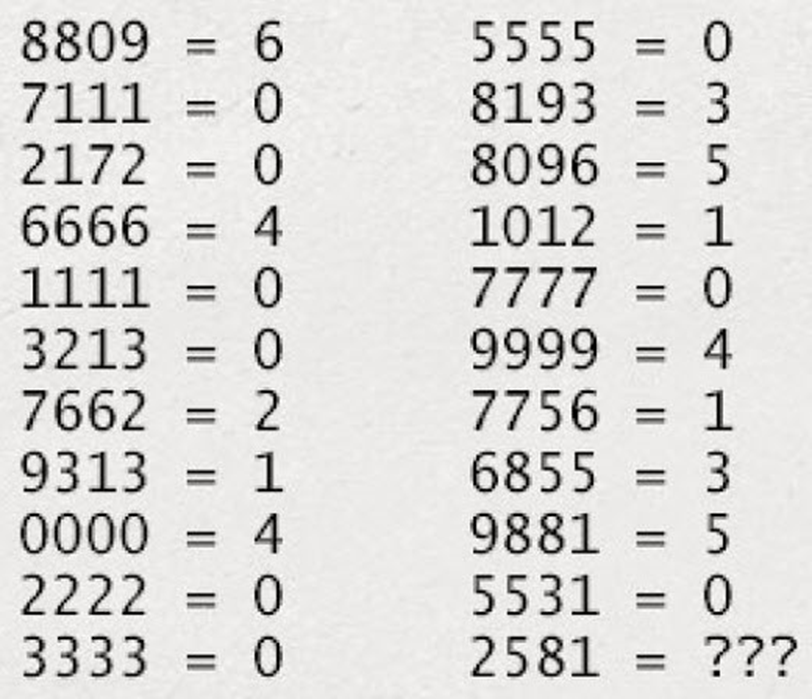 8809 = 6
7111 = 0
2172 = 0
6666 = 4
1111 = 0
3213 = 0
7662 = 2
9313 = 1
0000 = 4
2222 = 0
3333 = 0
5555 = 0
8193 = 3
8096 = 5
1012 = 1
7777 = 0
9999 = 4
7756 = 1
6855 = 3
9881 = 5
5531 = 0
2581 = ???